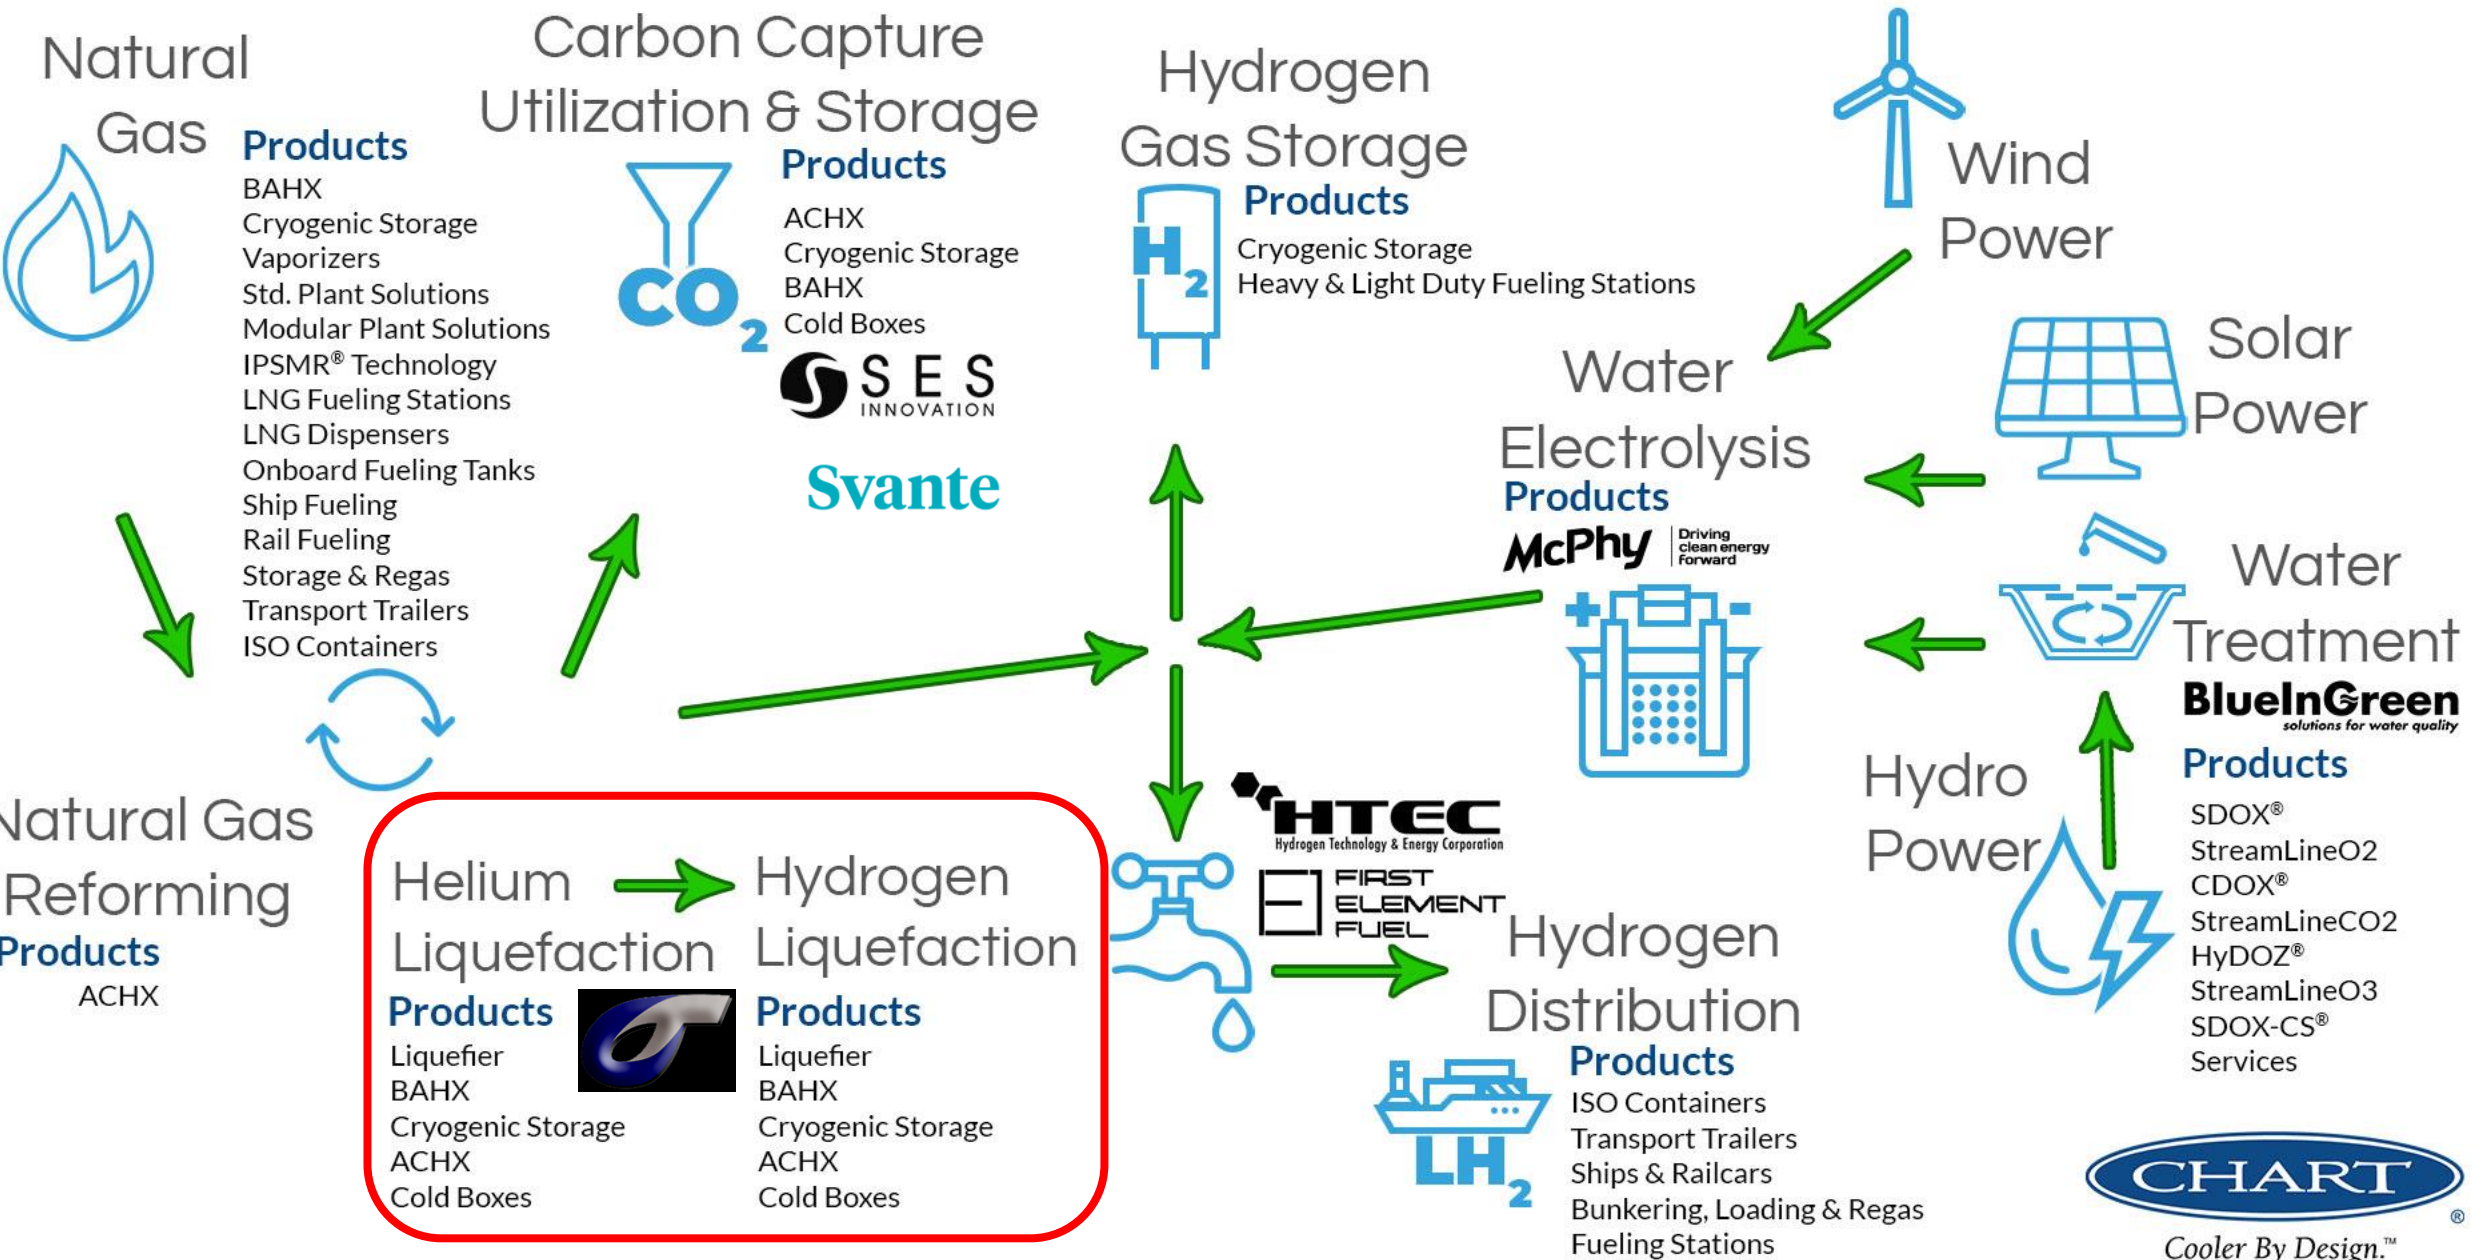 Natural
Gas
Products
BAHX
Cryogenic Storage
Vaporizers
Std. Plant Solutions
Modular Plant Solutions
IPSMR® Technology
LNG Fueling Stations
LNG Dispensers
Onboard Fueling Tanks
Ship Fueling
Rail Fueling
Storage & Regas
Transport Trailers
ISO Containers
Carbon Capture
Utilization & Storage
Products
ACHX
Cryogenic Storage
BAHX
Cold Boxes
CO2
SES
INNOVATION
Svante
Hydrogen
Gas Storage
Products
Cryogenic Storage
Heavy & Light Duty Fueling Stations
H2
Wind
Power
Solar
Power
Water
Electrolysis
Products
McPhy
Driving
clean energy
forward
Water
Treatment
BlueInGreen
solutions for water quality
Products
SDOX®
StreamLineO2
CDOX®
StreamLineCO2
HyDOZ®
StreamLineO3
SDOX-CS®
Services
Hydro
Power
Natural Gas
Reforming
Products
ACHX
Helium
Liquefaction
Products
Liquefier
BAHX
Cryogenic Storage
ACHX
Cold Boxes
Hydrogen
Liquefaction
Products
Liquefier
BAHX
Cryogenic Storage
ACHX
Cold Boxes
HTEC
Hydrogen Technology & Energy Corporation
FIRST
ELEMENT
FUEL
Hydrogen
Distribution
Products
ISO Containers
Transport Trailers
Ships & Railcars
Bunkering, Loading & Regas
Fueling Stations
LH2
CHART®
Cooler By Design.™